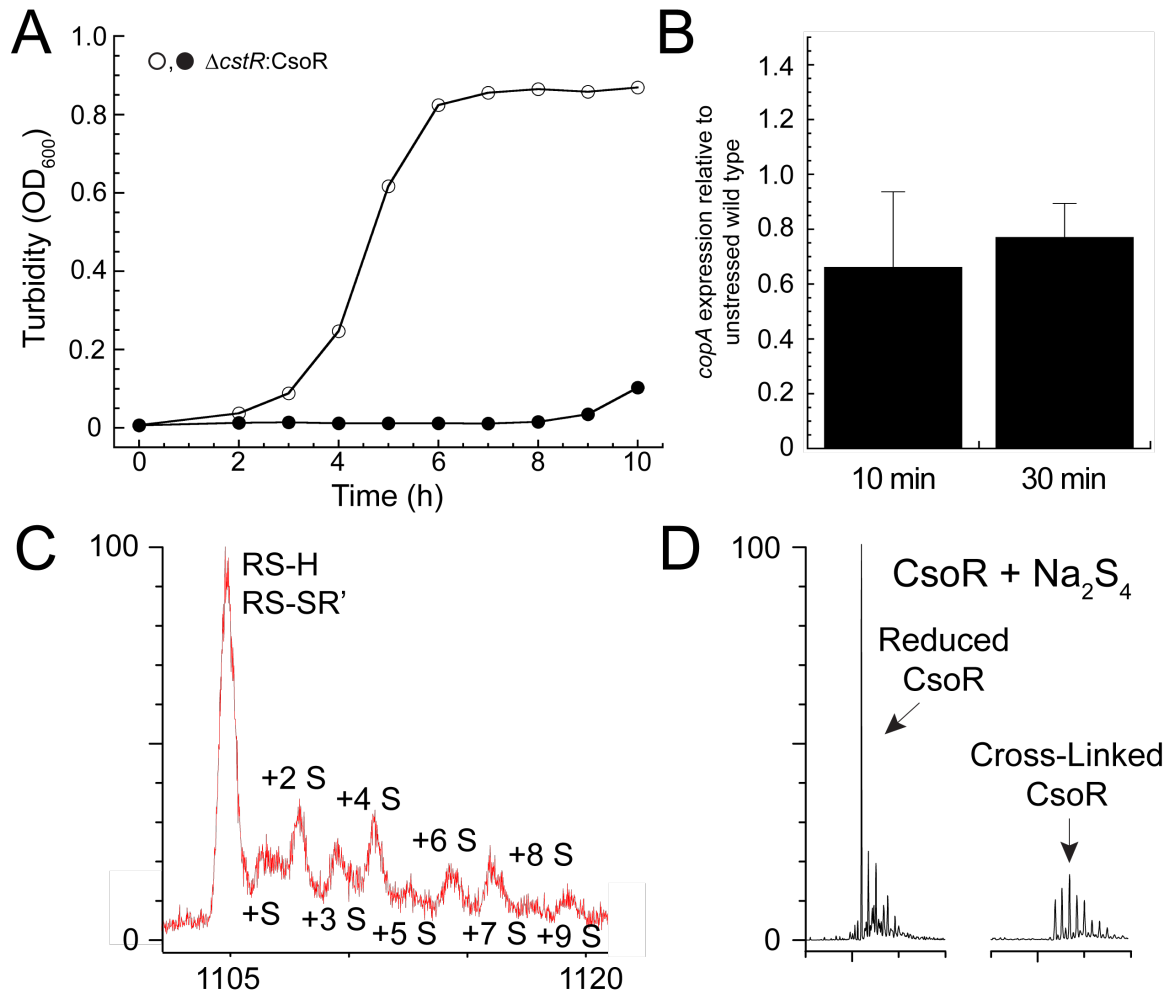 A
1.0
0.8
0.6
0.4
0.2
0
Turbidity (OD600)
○,● ΔcstR:CsoR
0 2 4 6 8 10
Time (h)
B
1.4
1.2
1.0
0.8
0.6
0.4
0.2
0
copA expression relative to
unstressed wild type
10 min 30 min
C
100
0
RS-H
RS-SR’
+S
+2 S
+3 S
+4 S
+5 S
+6 S
+7 S
+8 S
+9 S
1105 1120
D
100
0
CsoR + Na2S4
Reduced
CsoR
Cross-Linked
CsoR